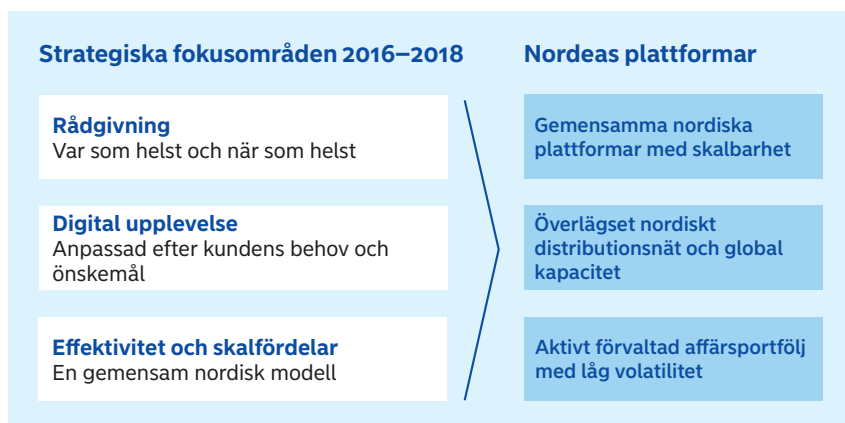 Strategiska fokusområden 2016–2018
Rådgivning
Var som helst och när som helst
Digital upplevelse
Anpassad efter kundens behov och
önskemål
Effektivitet och skalfördelar
En gemensam nordisk modell
Nordeas plattformar
Gemensamma nordiska
plattformar med skalbarhet
Överlägset nordiskt
distributionsnät och global
kapacitet
Aktivt förvaltad affärsportfölj
med låg volatilitet